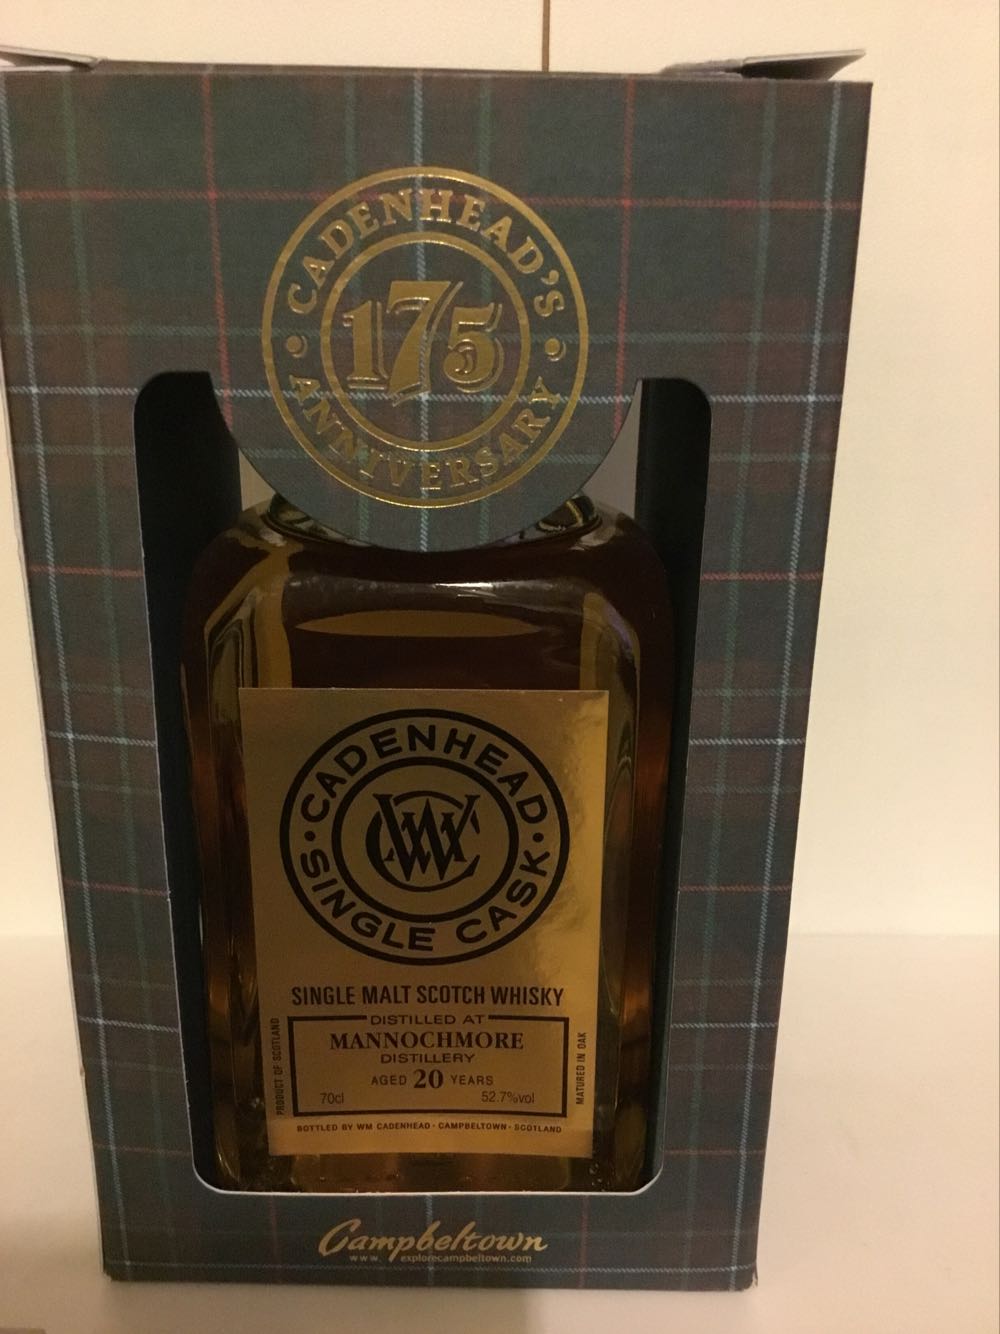 CADENHEAD'S
175
ANNIVERSARY
CADENHEAD
WC
SINGLE CASK
SINGLE MALT SCOTCH WHISKY
DISTILLED AT
MANNOCHMORE
DISTILLERY
AGED 20 YEARS
70cl 52.7%vol
PRODUCT OF SCOTLAND
MATURED IN OAK
BOTTLED BY WM CADENHEAD · CAMPBELTOWN · SCOTLAND
Campbeltown
www. explorecampbeltown.com